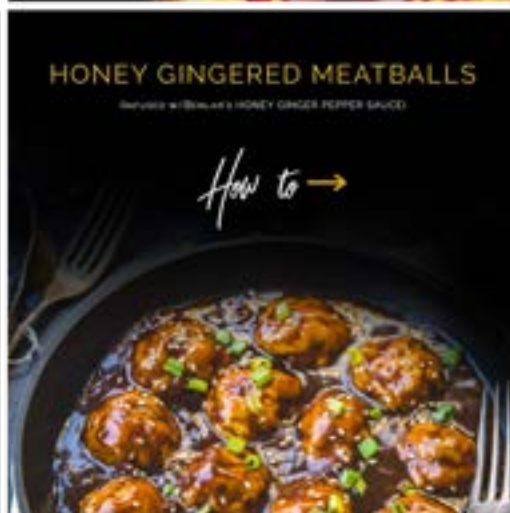 HONEY GINGERED MEATBALLS
HONEY GINGER PEPPER SAUCE)
How to →